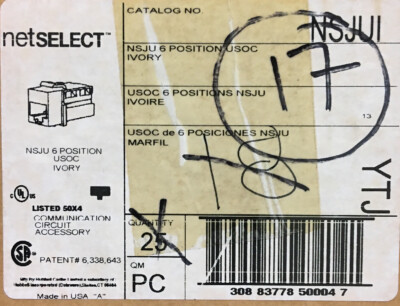 netSELECT™
NSJU 6 POSITION
USOC
IVORY
UL
LISTED 50X4
COMMUNICATION
CIRCUIT
ACCESSORY
PATENT# 6,338,643
Made in USA "A"
CATALOG NO.
NSJUI
NSJU 6 POSITION USOC
IVORY
17
USOC 6 POSITIONS NSJU
IVOIRE
13
USOC de 6 POSICIONES NSJU
MARFIL
18
YTJ
QUANTITY
25
QM
PC
308 83778 50004 7